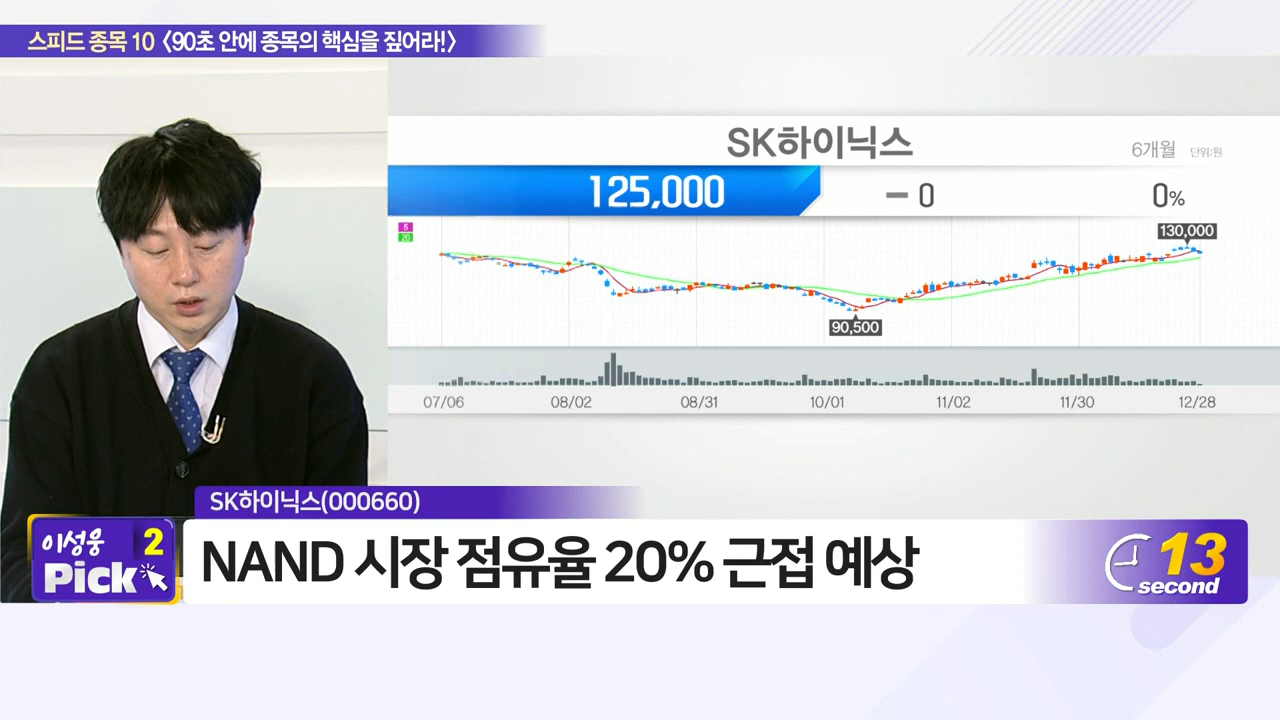 스피드 종목 10 <90초 안에 종목의 핵심을 짚어라!>
SK하이닉스
6개월 단위:원
125,000 0 0%
5
20
130,000
90,500
07/06 08/02 08/31 10/01 11/02 11/30 12/28
SK하이닉스(000660)
이성웅 2
Pick
NAND 시장 점유율 20% 근접 예상
13
second